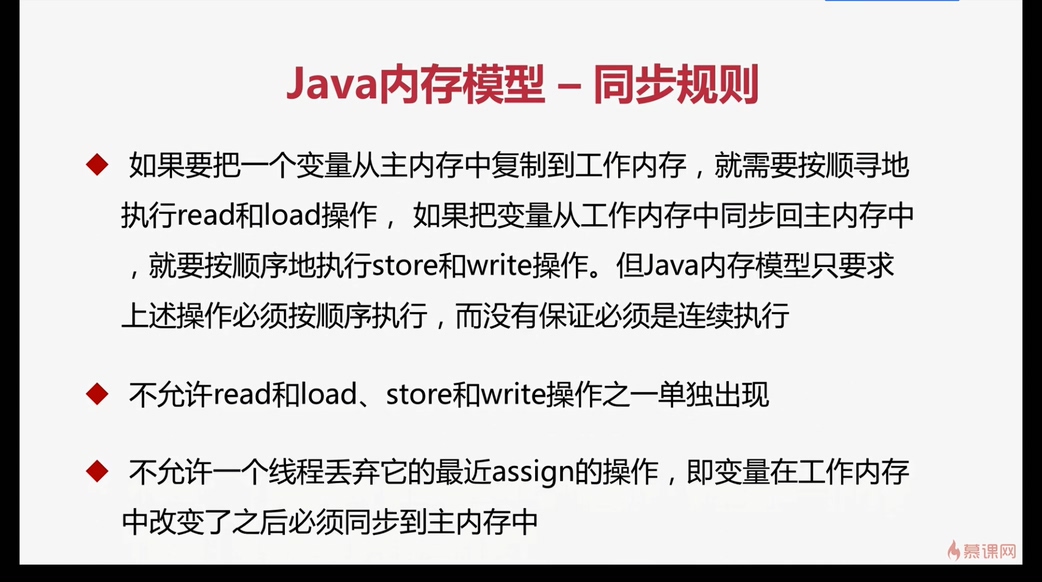 Java内存模型 – 同步规则
如果要把一个变量从主内存中复制到工作内存，就需要按顺寻地
执行read和load操作， 如果把变量从工作内存中同步回主内存中
，就要按顺序地执行store和write操作。但Java内存模型只要求
上述操作必须按顺序执行，而没有保证必须是连续执行
不允许read和load、store和write操作之一单独出现
不允许一个线程丢弃它的最近assign的操作，即变量在工作内存
中改变了之后必须同步到主内存中
慕课网